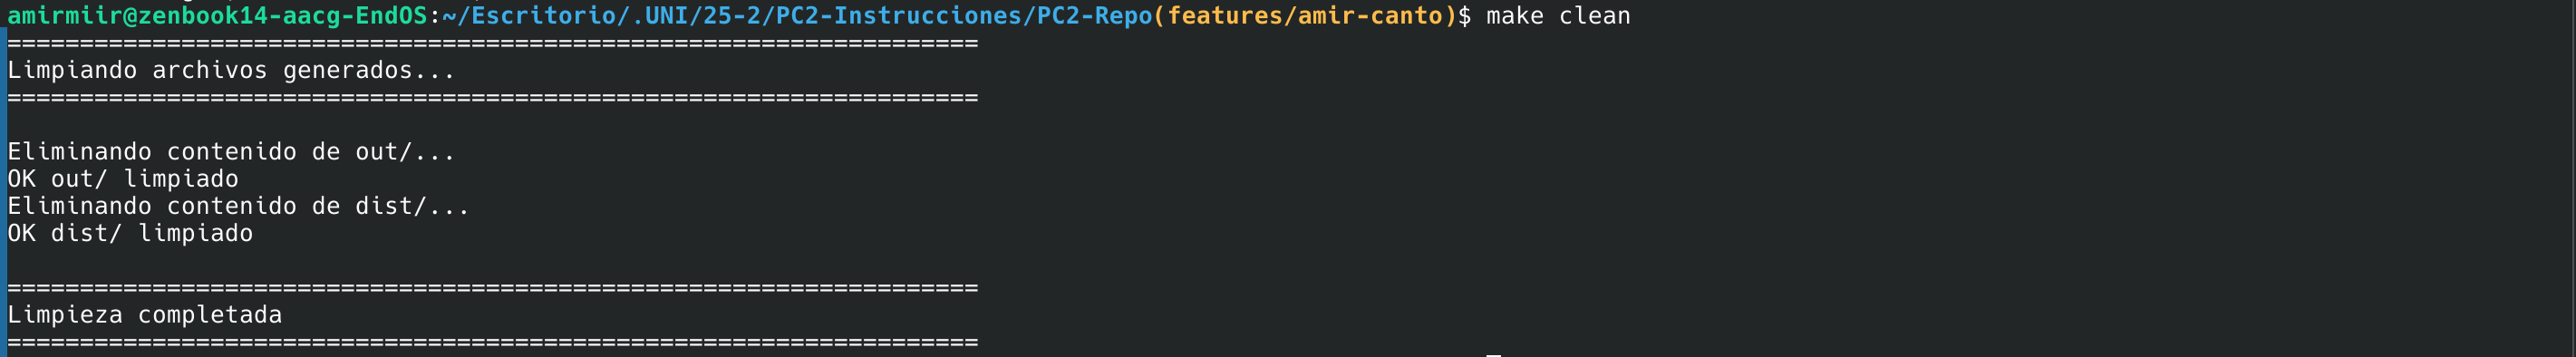 amirmiir@zenbook14-aacg-EndOS:~/Escritorio/.UNI/25-2/PC2-Instrucciones/PC2-Repo(features/amir-canto)$ make clean
===================================================================
Limpiando archivos generados...
===================================================================
Eliminando contenido de out/...
OK out/ limpiado
Eliminando contenido de dist/...
OK dist/ limpiado
===================================================================
Limpieza completada
===================================================================